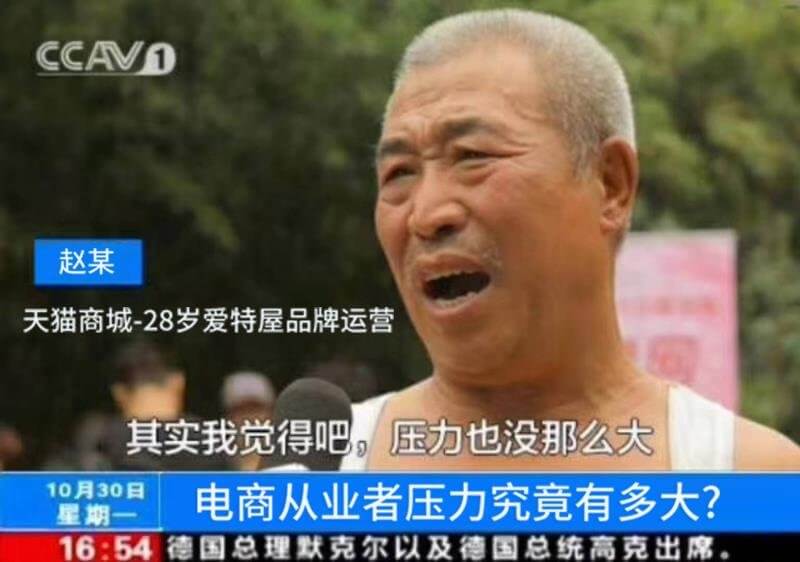 CCAV 1
赵某
天猫商城-28岁爱特屋品牌运营
其实我觉得吧，压力也没那么大
10月30日
星期一
电商从业者压力究竟有多大?
16:54 德国总理默克尔以及德国总统高克出席。